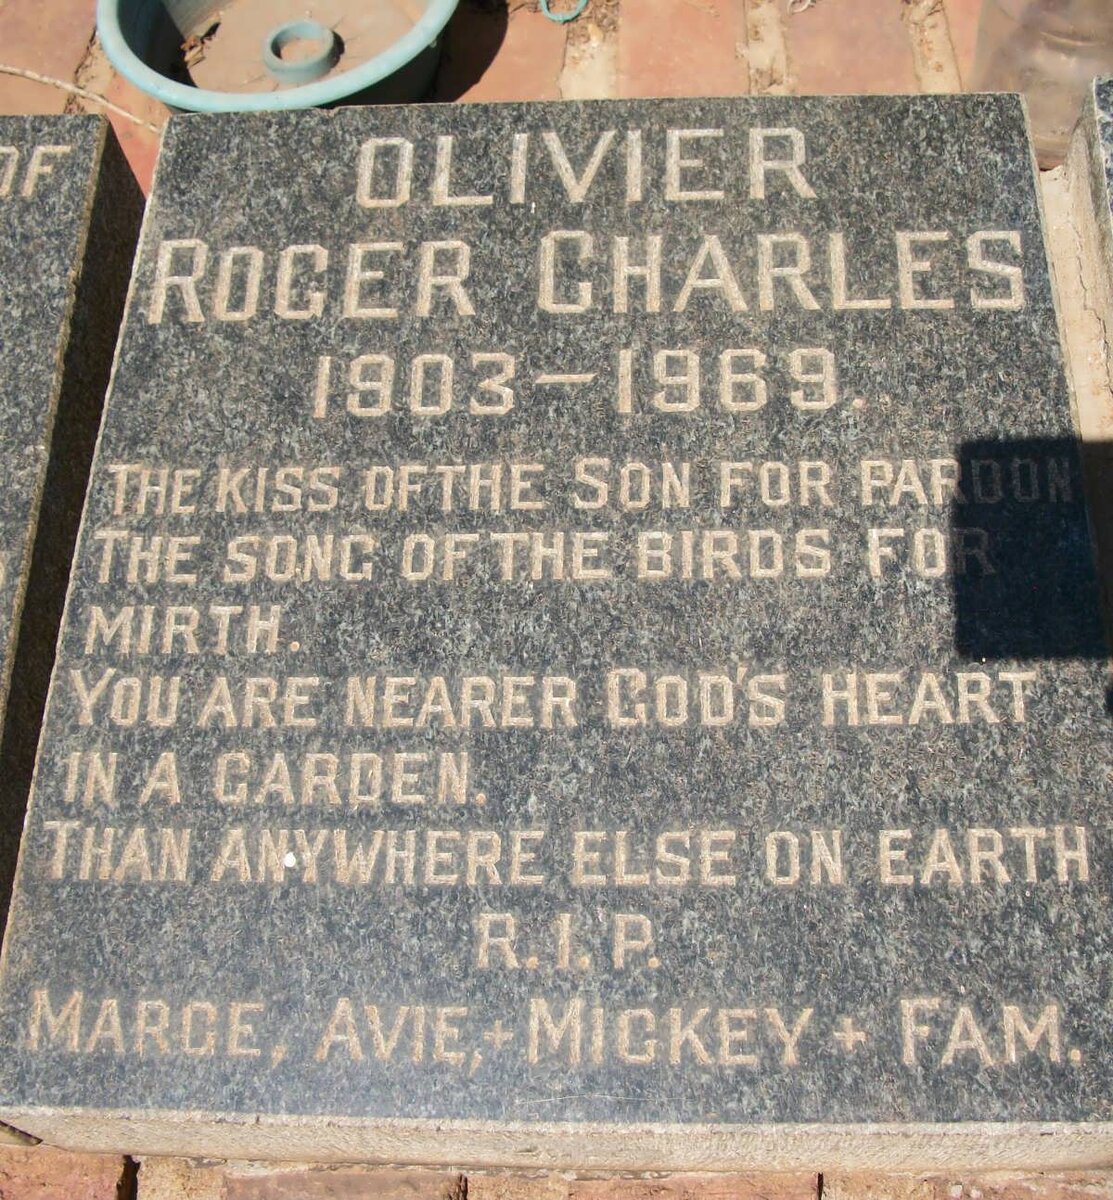 OF
OLIVIER
ROGER CHARLES
1903 – 1969.
THE KISS OF THE SON FOR PARDON
THE SONG OF THE BIRDS FOR
MIRTH.
YOU ARE NEARER GOD'S HEART
IN A GARDEN.
THAN ANYWHERE ELSE ON EARTH
R.I.P.
MARGE, AVIE, + MICKEY + FAM.